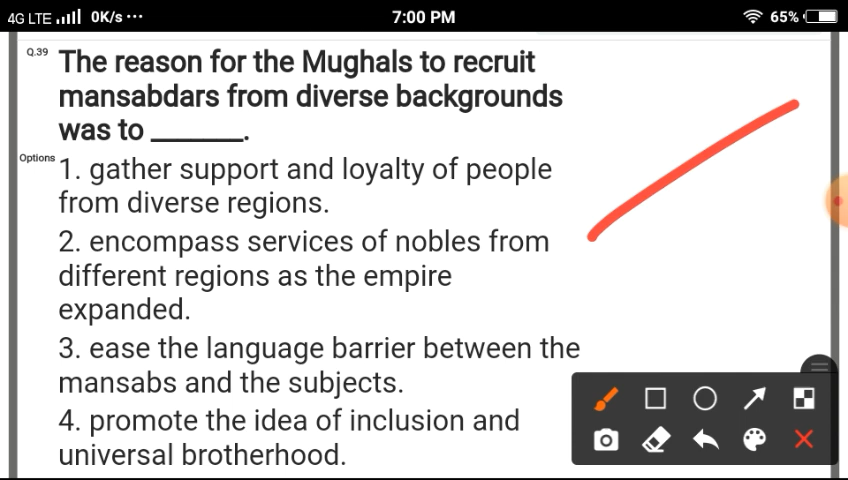 4G LTE 0K/s ... 7:00 PM 65%
Q.39 The reason for the Mughals to recruit
mansabdars from diverse backgrounds
was to ______.
Options 1. gather support and loyalty of people
from diverse regions.
2. encompass services of nobles from
different regions as the empire
expanded.
3. ease the language barrier between the
mansabs and the subjects.
4. promote the idea of inclusion and
universal brotherhood.